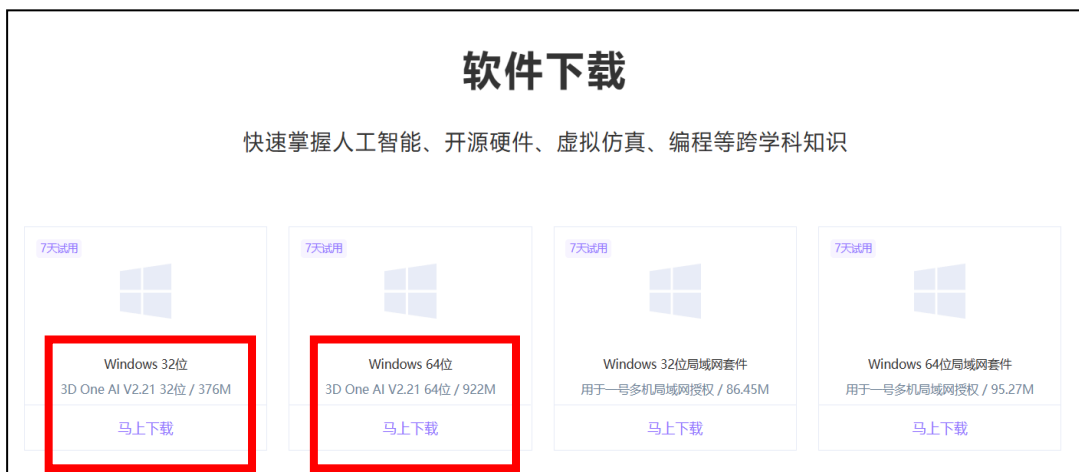 软件下载
快速掌握人工智能、开源硬件、虚拟仿真、编程等跨学科知识
7天试用
Windows 32位
3D One AI V2.21 32位 / 376M
马上下载
7天试用
Windows 64位
3D One AI V2.21 64位 / 922M
马上下载
7天试用
Windows 32位局域网套件
用于一号多机局域网授权 / 86.45M
马上下载
7天试用
Windows 64位局域网套件
用于一号多机局域网授权 / 95.27M
马上下载